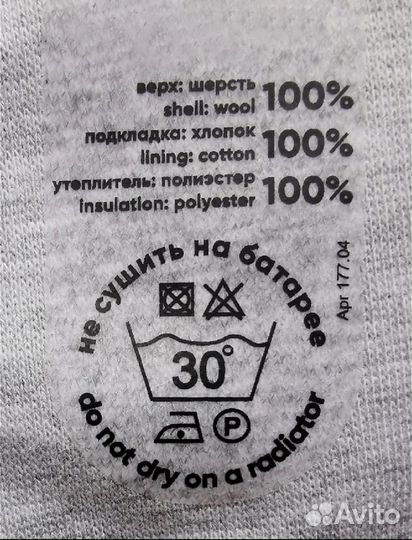 верх: шерсть 100%
shell: wool
подкладка: хлопок 100%
lining: cotton
утеплитель: полиэстер 100%
insulation: polyester
не сушить на батарее
30°
P
do not dry on a radiator
Арт 177.04
Avito